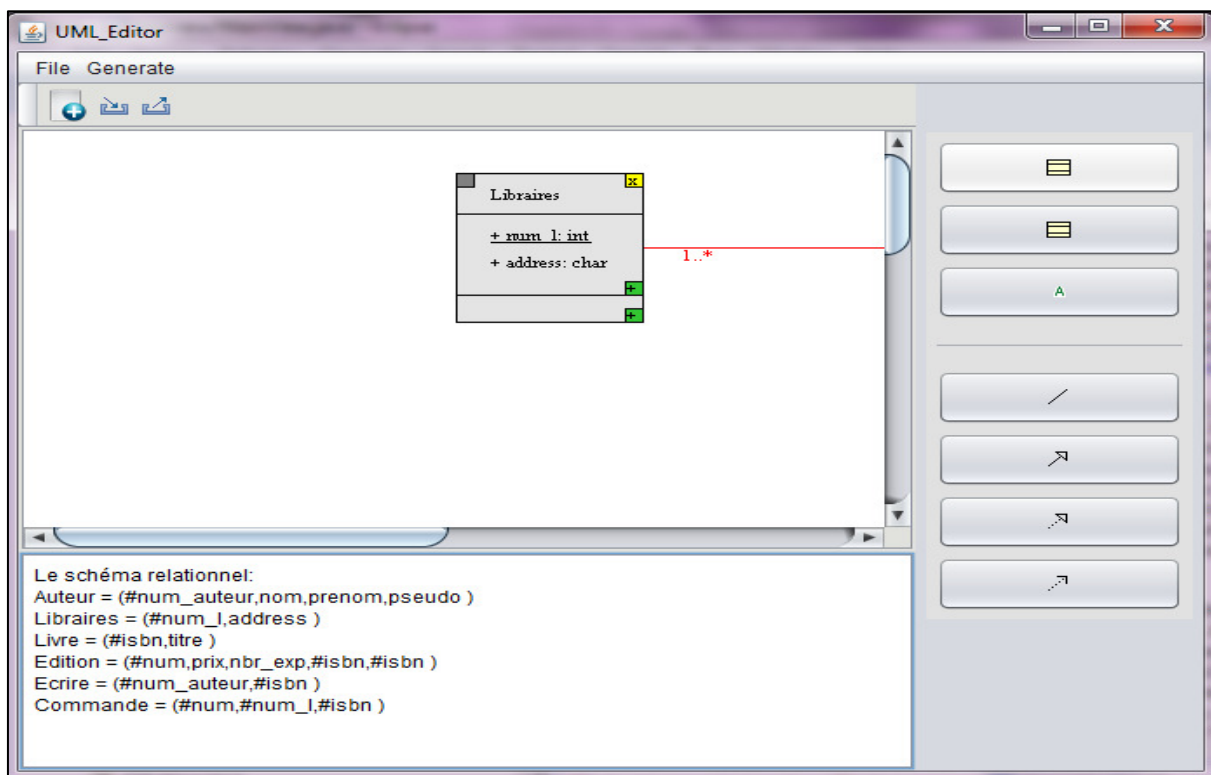 UML_Editor
File Generate
Libraires
x
+ num_l: int
+ address: char
+
+
1..*
A
Le schéma relationnel:
Auteur = (#num_auteur,nom,prenom,pseudo )
Libraires = (#num_l,address )
Livre = (#isbn,titre )
Edition = (#num,prix,nbr_exp,#isbn,#isbn )
Ecrire = (#num_auteur,#isbn )
Commande = (#num,#num_l,#isbn )